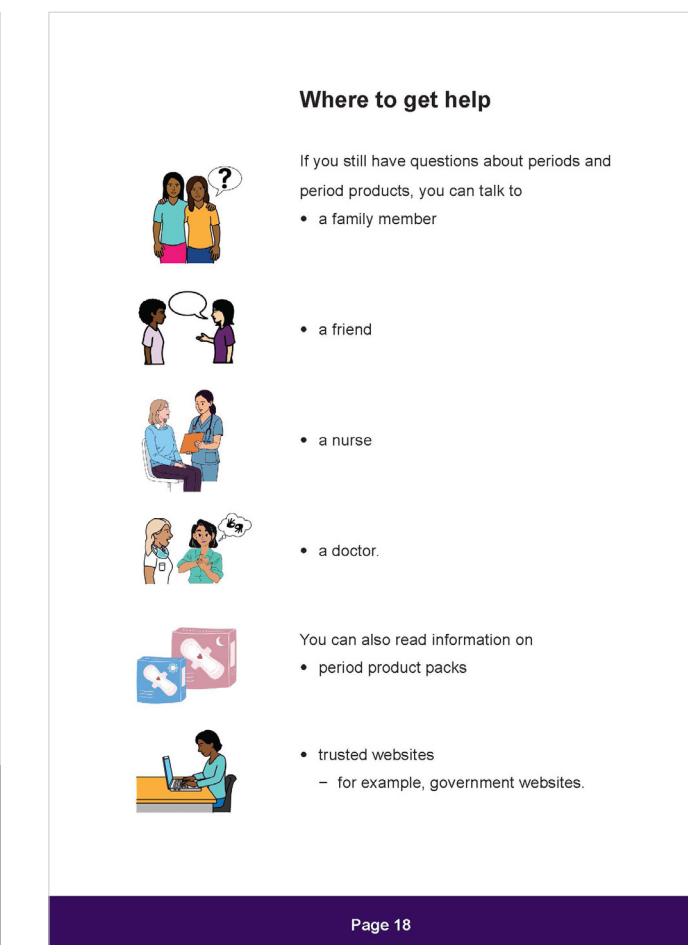 Where to get help
If you still have questions about periods and
period products, you can talk to
• a family member
?
• a friend
• a nurse
• a doctor.
You can also read information on
• period product packs
• trusted websites
– for example, government websites.
Page 18